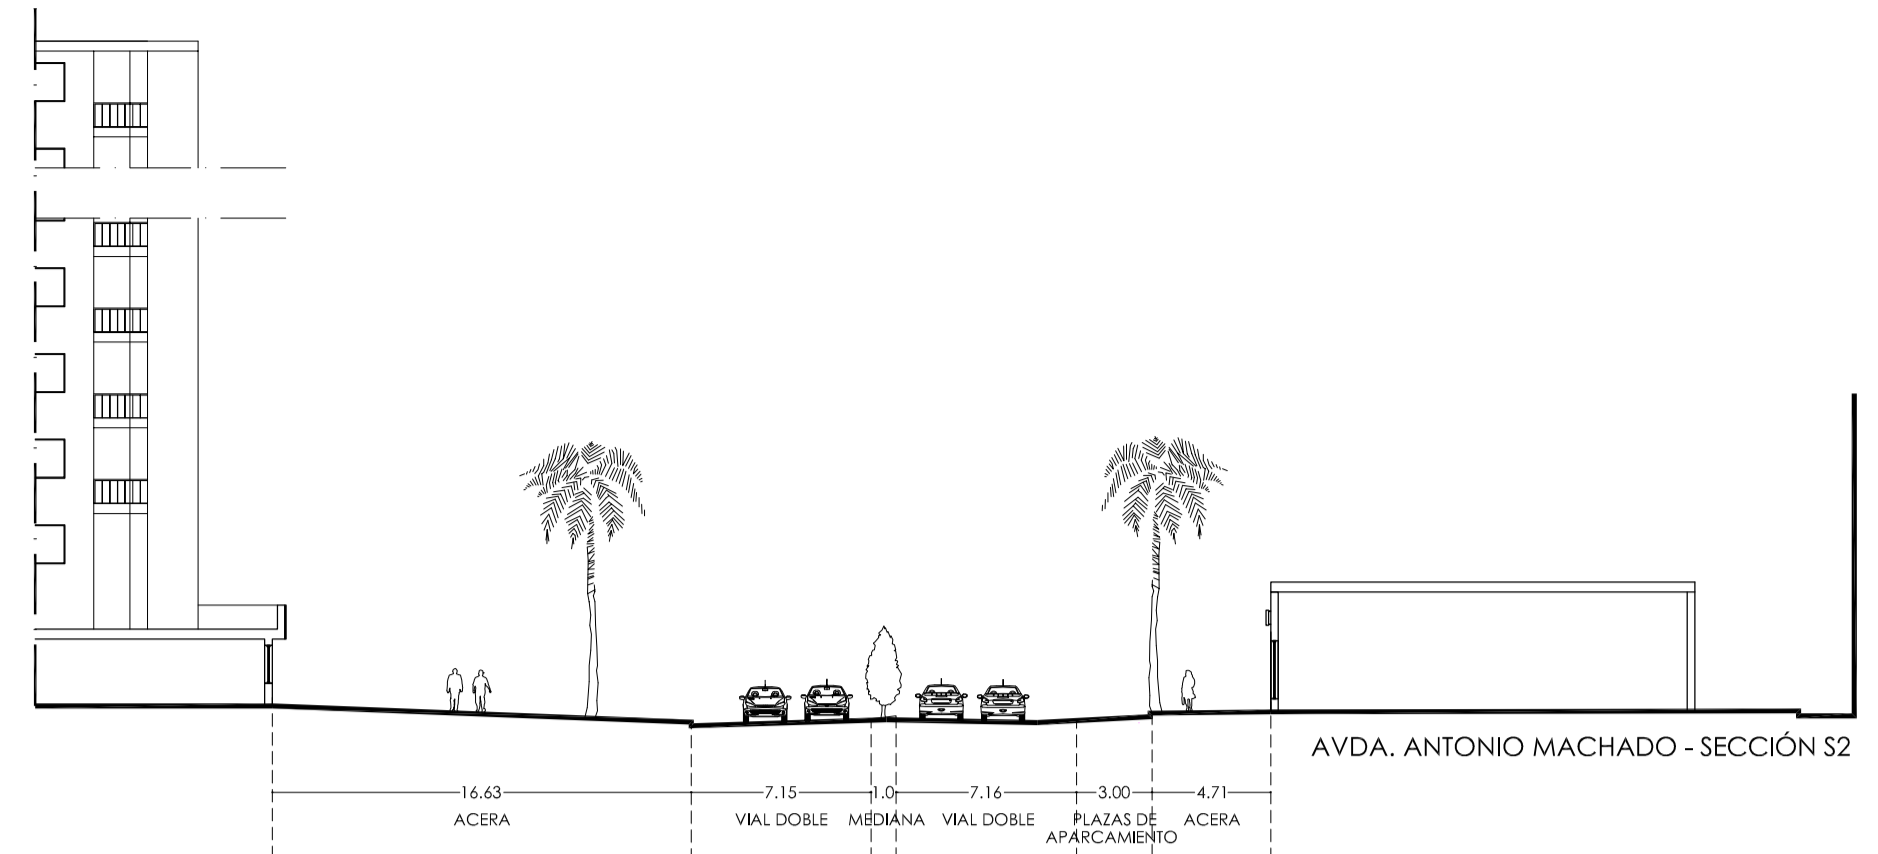 AVDA. ANTONIO MACHADO - SECCIÓN S2
16.63 7.15 1.0 7.16 3.00 4.71
ACERA VIAL DOBLE MEDIANA VIAL DOBLE PLAZAS DE ACERA
APARCAMIENTO